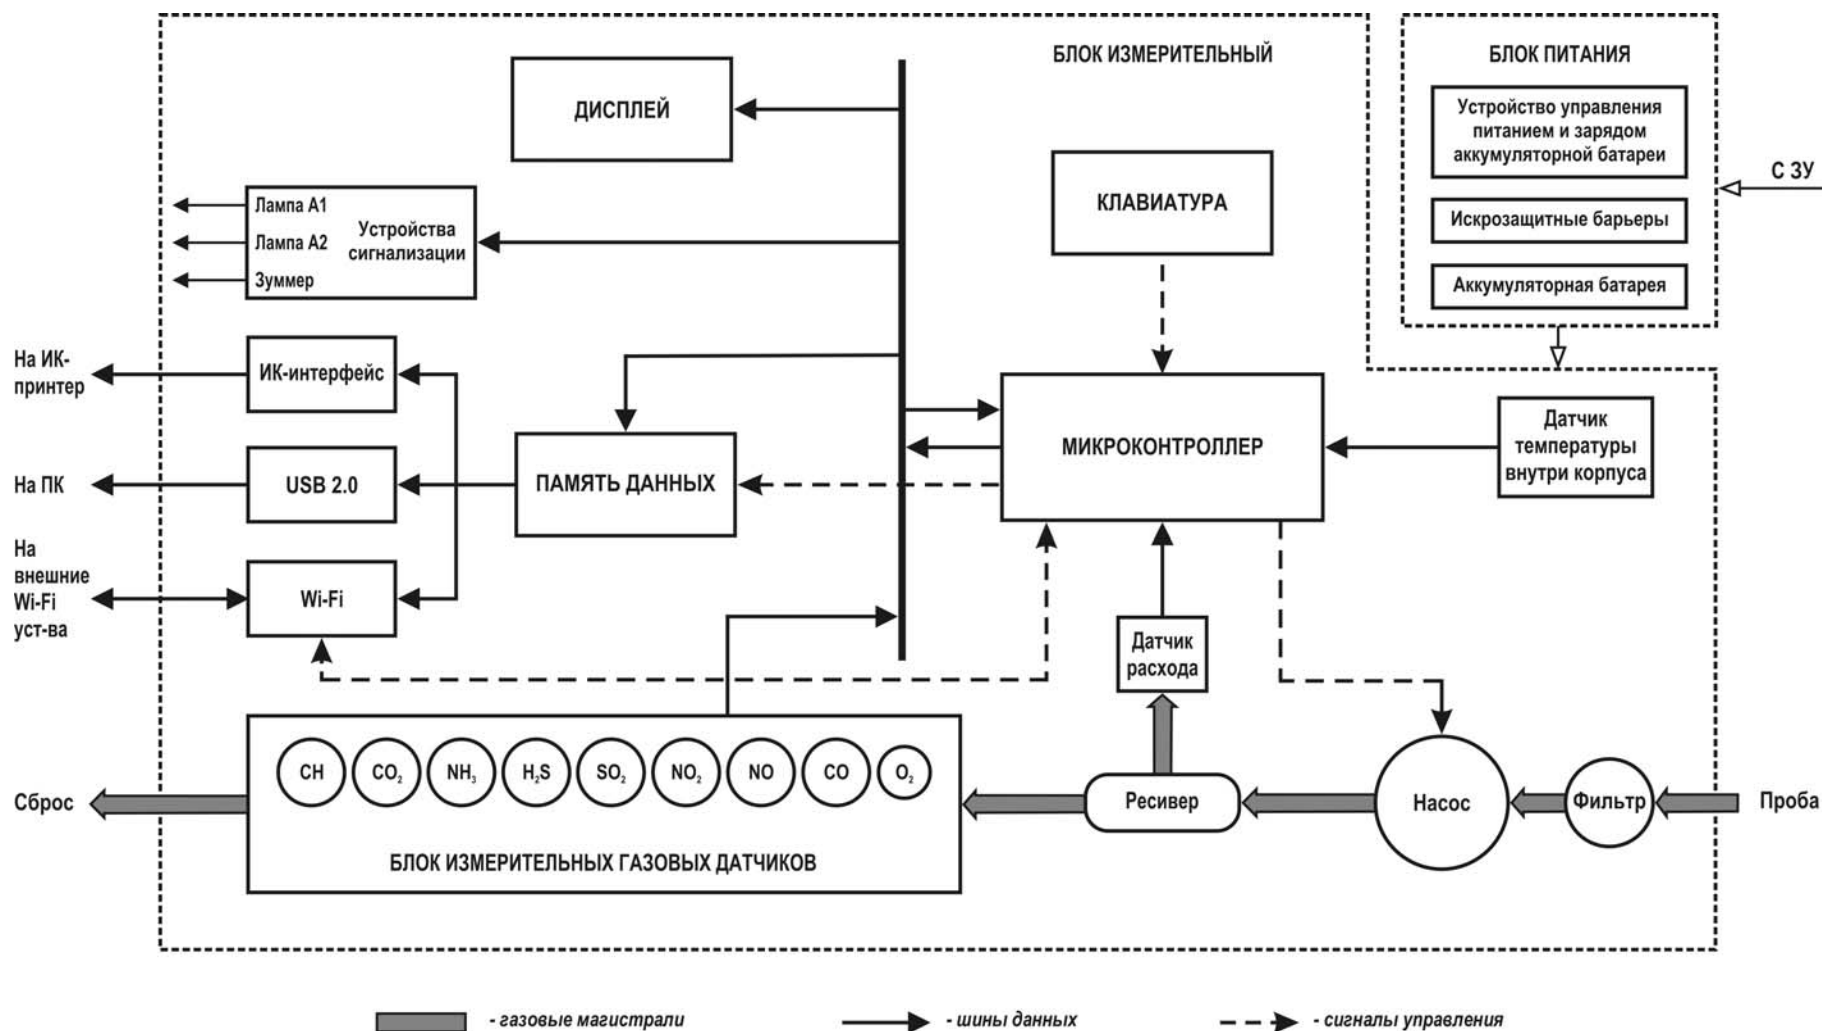 БЛОК ИЗМЕРИТЕЛЬНЫЙ
БЛОК ПИТАНИЯ
Устройство управления
питанием и зарядом
аккумуляторной батареи
Искрозащитные барьеры
Аккумуляторная батарея
С ЗУ
ДИСПЛЕЙ
КЛАВИАТУРА
Лампа А1
Лампа А2
Зуммер
Устройства
сигнализации
На ИК-
принтер
ИК-интерфейс
На ПК
USB 2.0
ПАМЯТЬ ДАННЫХ
МИКРОКОНТРОЛЛЕР
Датчик
температуры
внутри корпуса
На
внешние
Wi-Fi
уст-ва
Wi-Fi
Датчик
расхода
CH
CO₂
NH₃
H₂S
SO₂
NO₂
NO
CO
O₂
БЛОК ИЗМЕРИТЕЛЬНЫХ ГАЗОВЫХ ДАТЧИКОВ
Сброс
Ресивер
Насос
Фильтр
Проба
- газовые магистрали
- шины данных
- сигналы управления